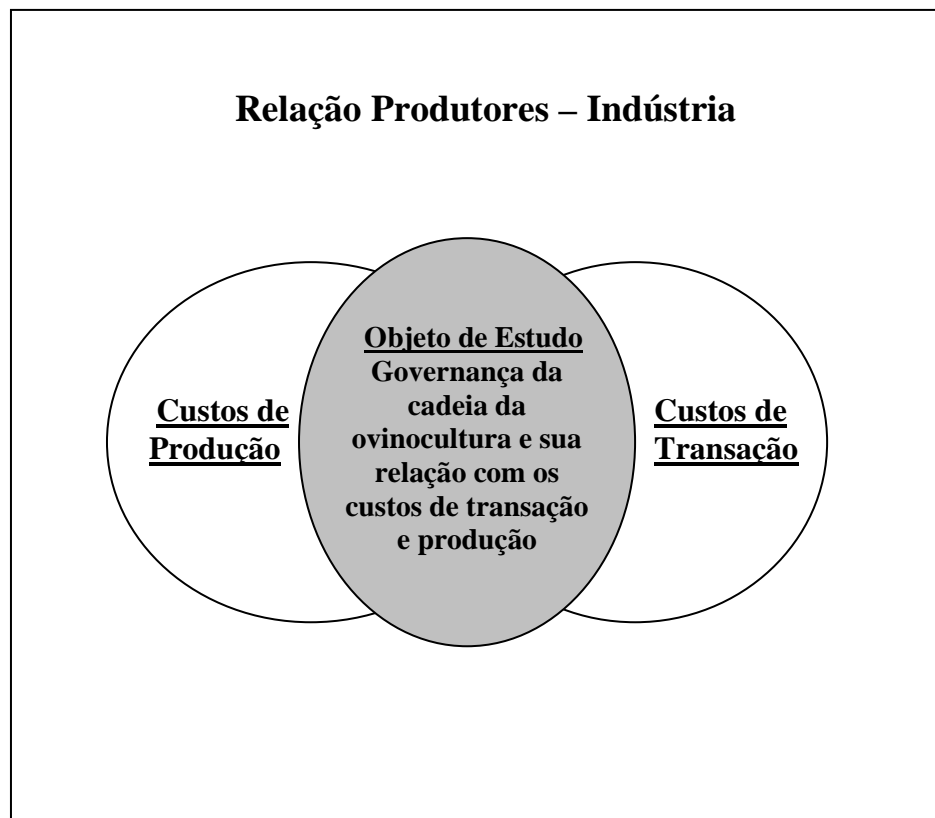 Relação Produtores – Indústria
Objeto de Estudo
Governança da
cadeia da
ovinocultura e sua
relação com os
custos de transação
e produção
Custos de
Produção
Custos de
Transação